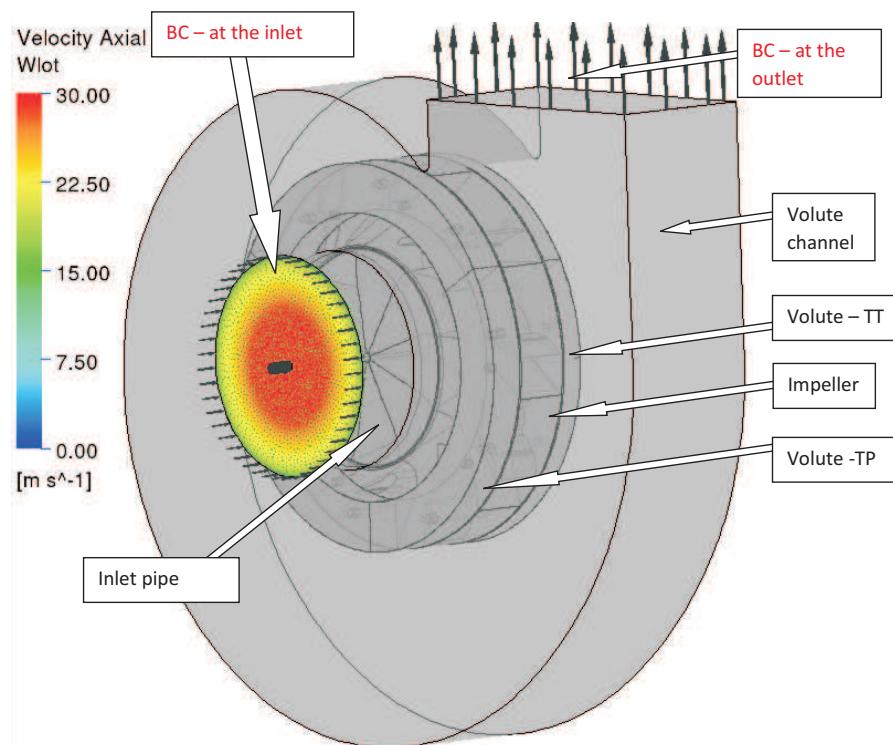 Velocity Axial
Wlot
30.00
22.50
15.00
7.50
0.00
[m s^-1]
BC – at the inlet
BC – at the
outlet
Volute
channel
Volute – TT
Impeller
Volute -TP
Inlet pipe